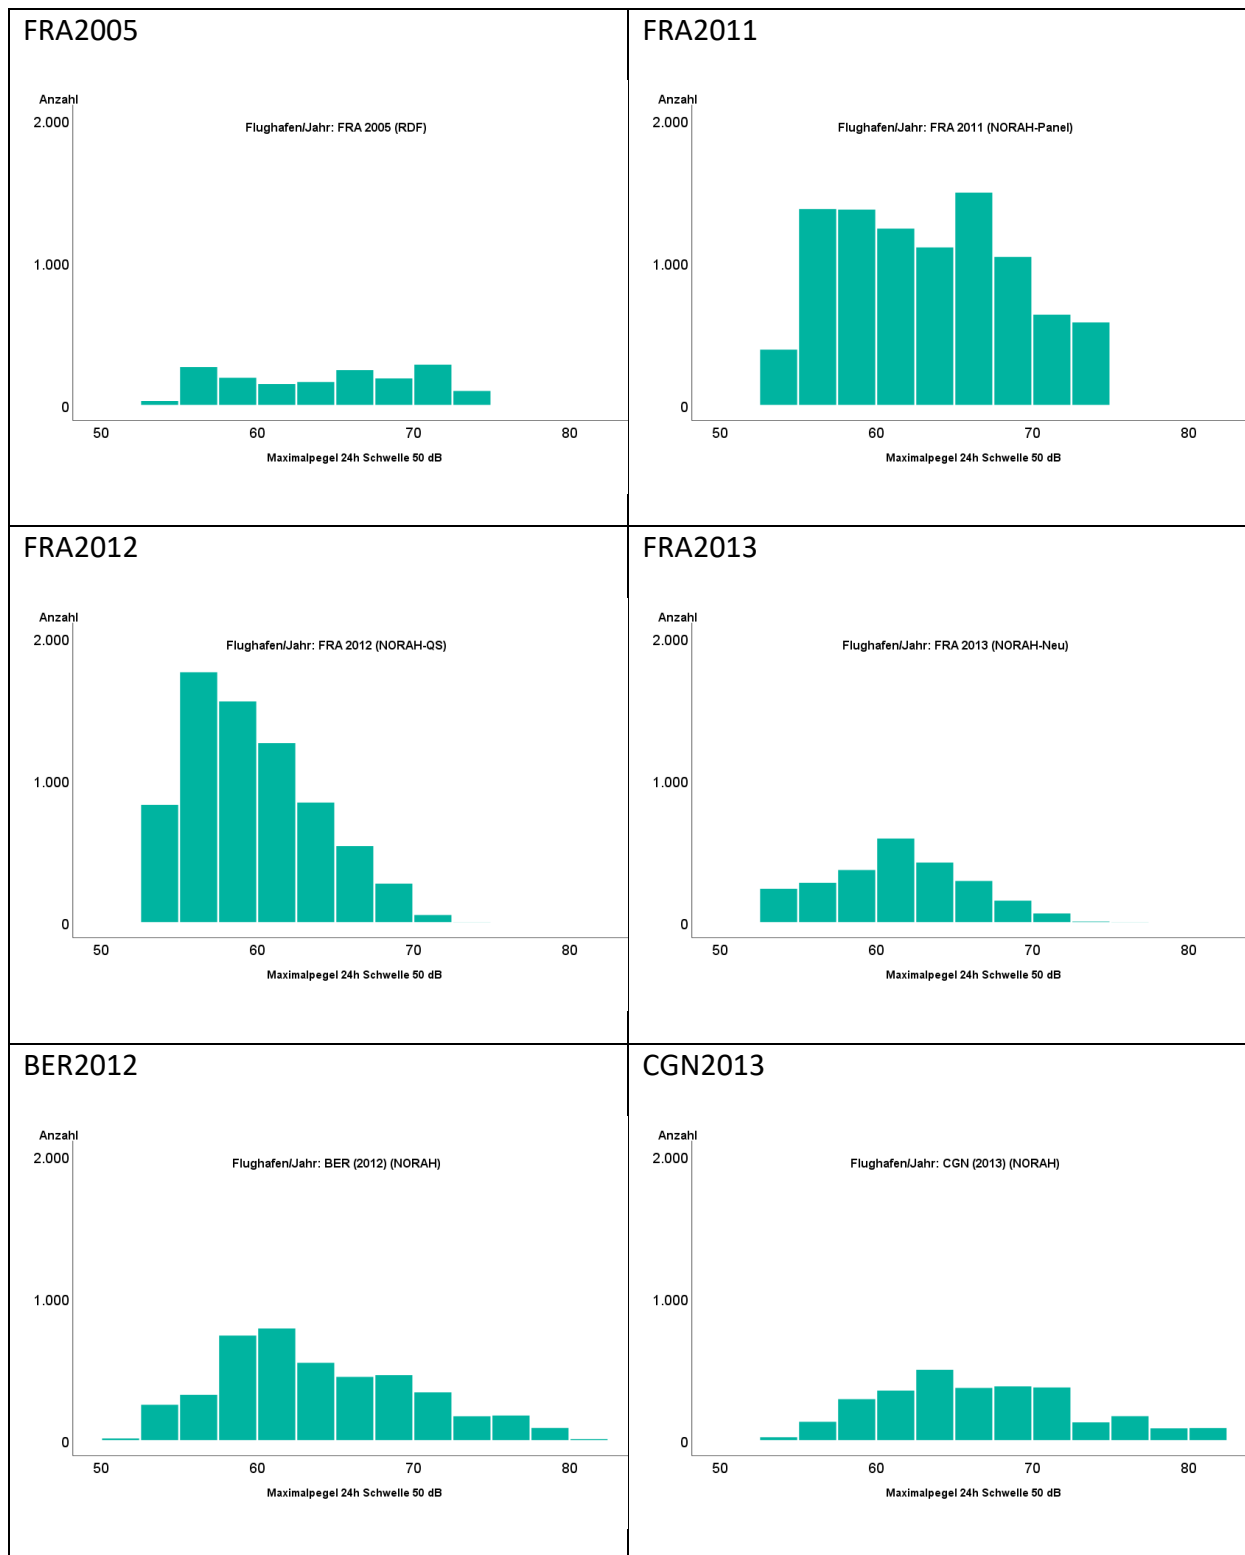 FRA2005
Anzahl
2.000
Flughafen/Jahr: FRA 2005 (RDF)
1.000
0
50 60 70 80
Maximalpegel 24h Schwelle 50 dB
FRA2011
Anzahl
2.000
Flughafen/Jahr: FRA 2011 (NORAH-Panel)
1.000
0
50 60 70 80
Maximalpegel 24h Schwelle 50 dB
FRA2012
Anzahl
2.000
Flughafen/Jahr: FRA 2012 (NORAH-QS)
1.000
0
50 60 70 80
Maximalpegel 24h Schwelle 50 dB
FRA2013
Anzahl
2.000
Flughafen/Jahr: FRA 2013 (NORAH-Neu)
1.000
0
50 60 70 80
Maximalpegel 24h Schwelle 50 dB
BER2012
Anzahl
2.000
Flughafen/Jahr: BER (2012) (NORAH)
1.000
0
50 60 70 80
Maximalpegel 24h Schwelle 50 dB
CGN2013
Anzahl
2.000
Flughafen/Jahr: CGN (2013) (NORAH)
1.000
0
50 60 70 80
Maximalpegel 24h Schwelle 50 dB